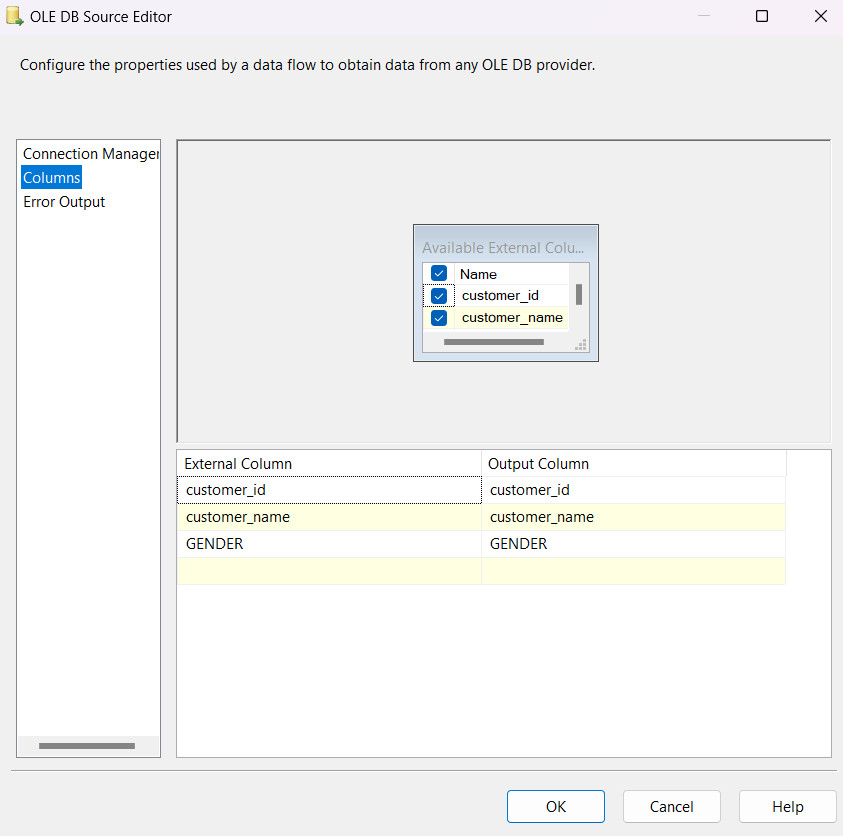 OLE DB Source Editor
Configure the properties used by a data flow to obtain data from any OLE DB provider.
Connection Manager
Columns
Error Output
Available External Colu...
Name
customer_id
customer_name
External Column Output Column
customer_id customer_id
customer_name customer_name
GENDER GENDER
OK Cancel Help